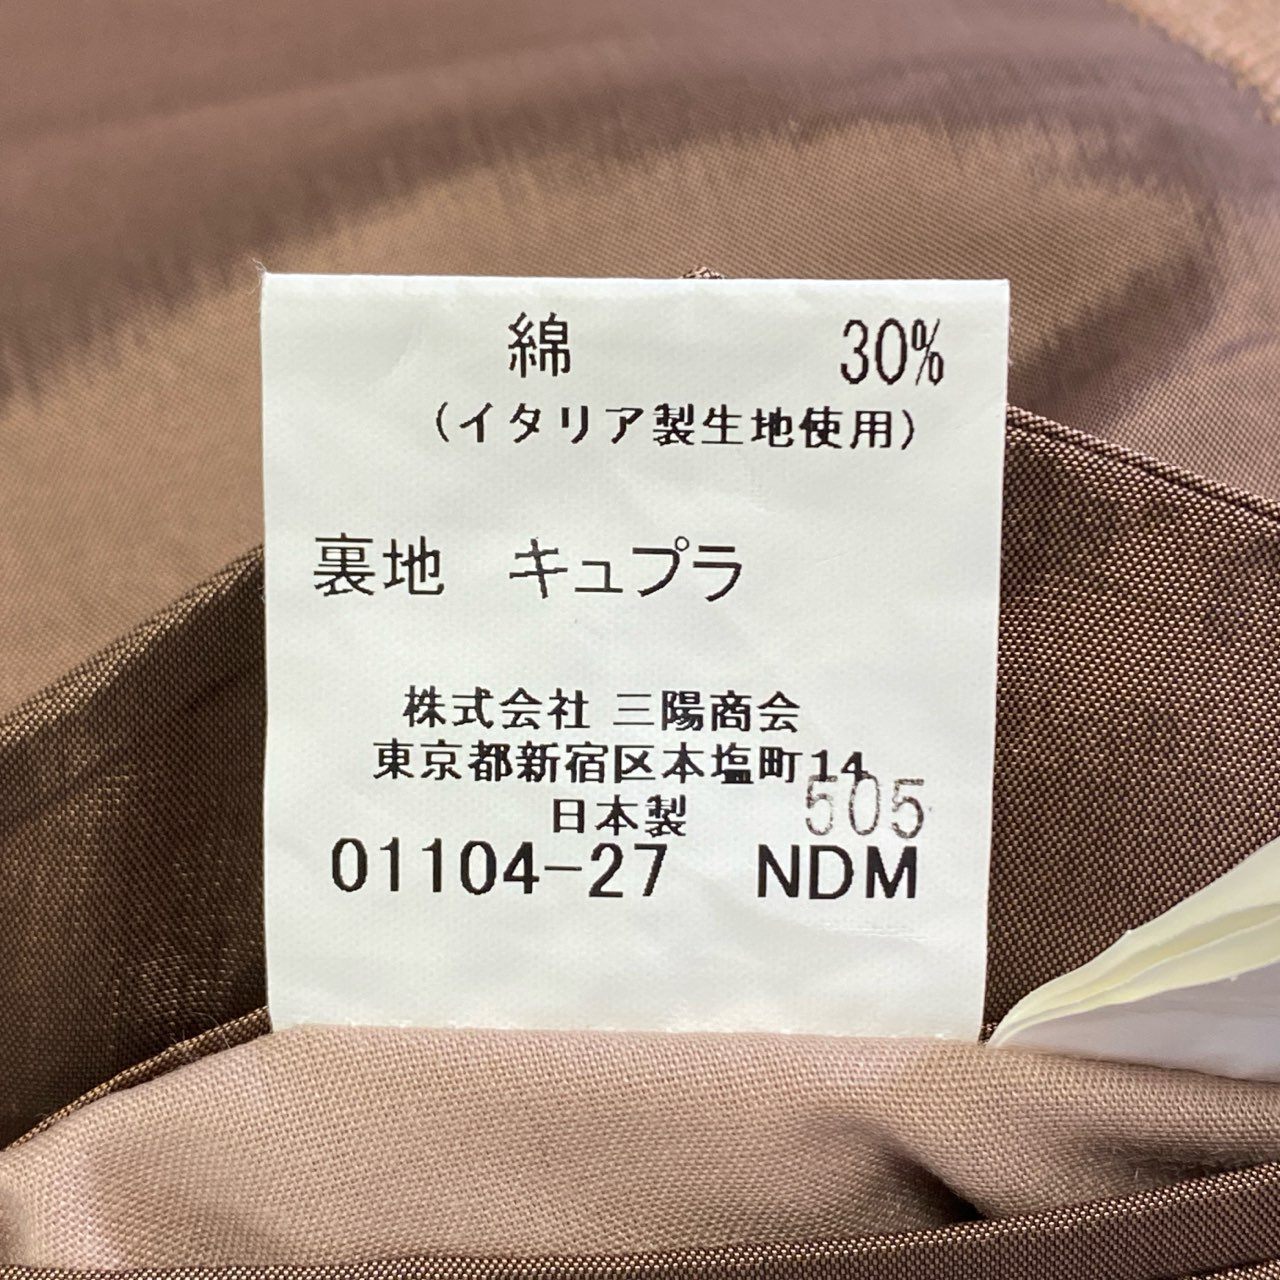 綿 30%
(イタリア製生地使用)
裏地 キュプラ
株式会社 三陽商会
東京都新宿区本塩町14
日本製 505
01104-27 NDM